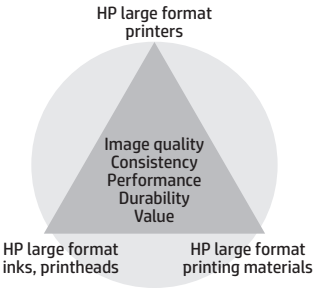 HP large format
printers
Image quality
Consistency
Performance
Durability
Value
HP large format
inks, printheads
HP large format
printing materials